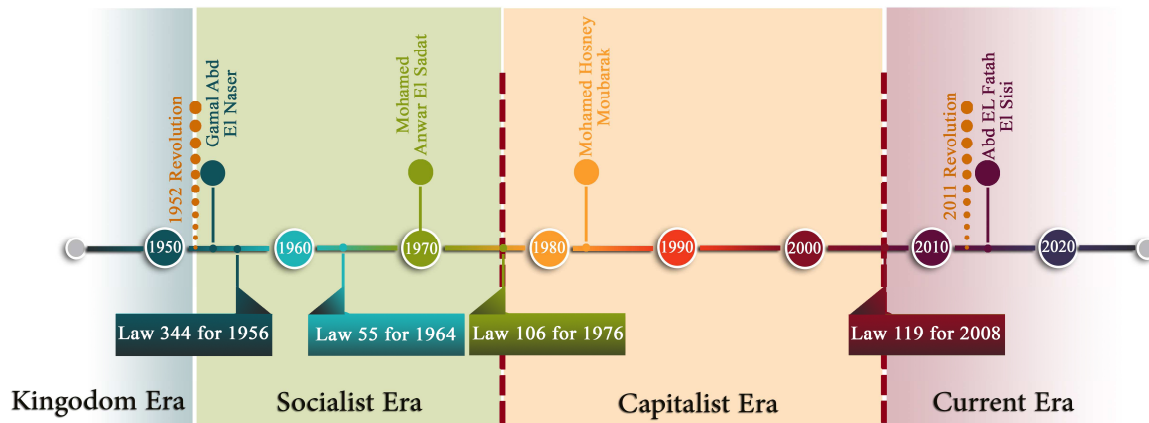 1952 Revolution
Gamal Abd
El Naser
Mohamed
Anwar El Sadat
Mohamed Hosney
Moubarak
2011 Revolution
Abd EL Fatah
El Sisi
1950
1960
1970
1980
1990
2000
2010
2020
Law 344 for 1956
Law 55 for 1964
Law 106 for 1976
Law 119 for 2008
Kingodom Era
Socialist Era
Capitalist Era
Current Era